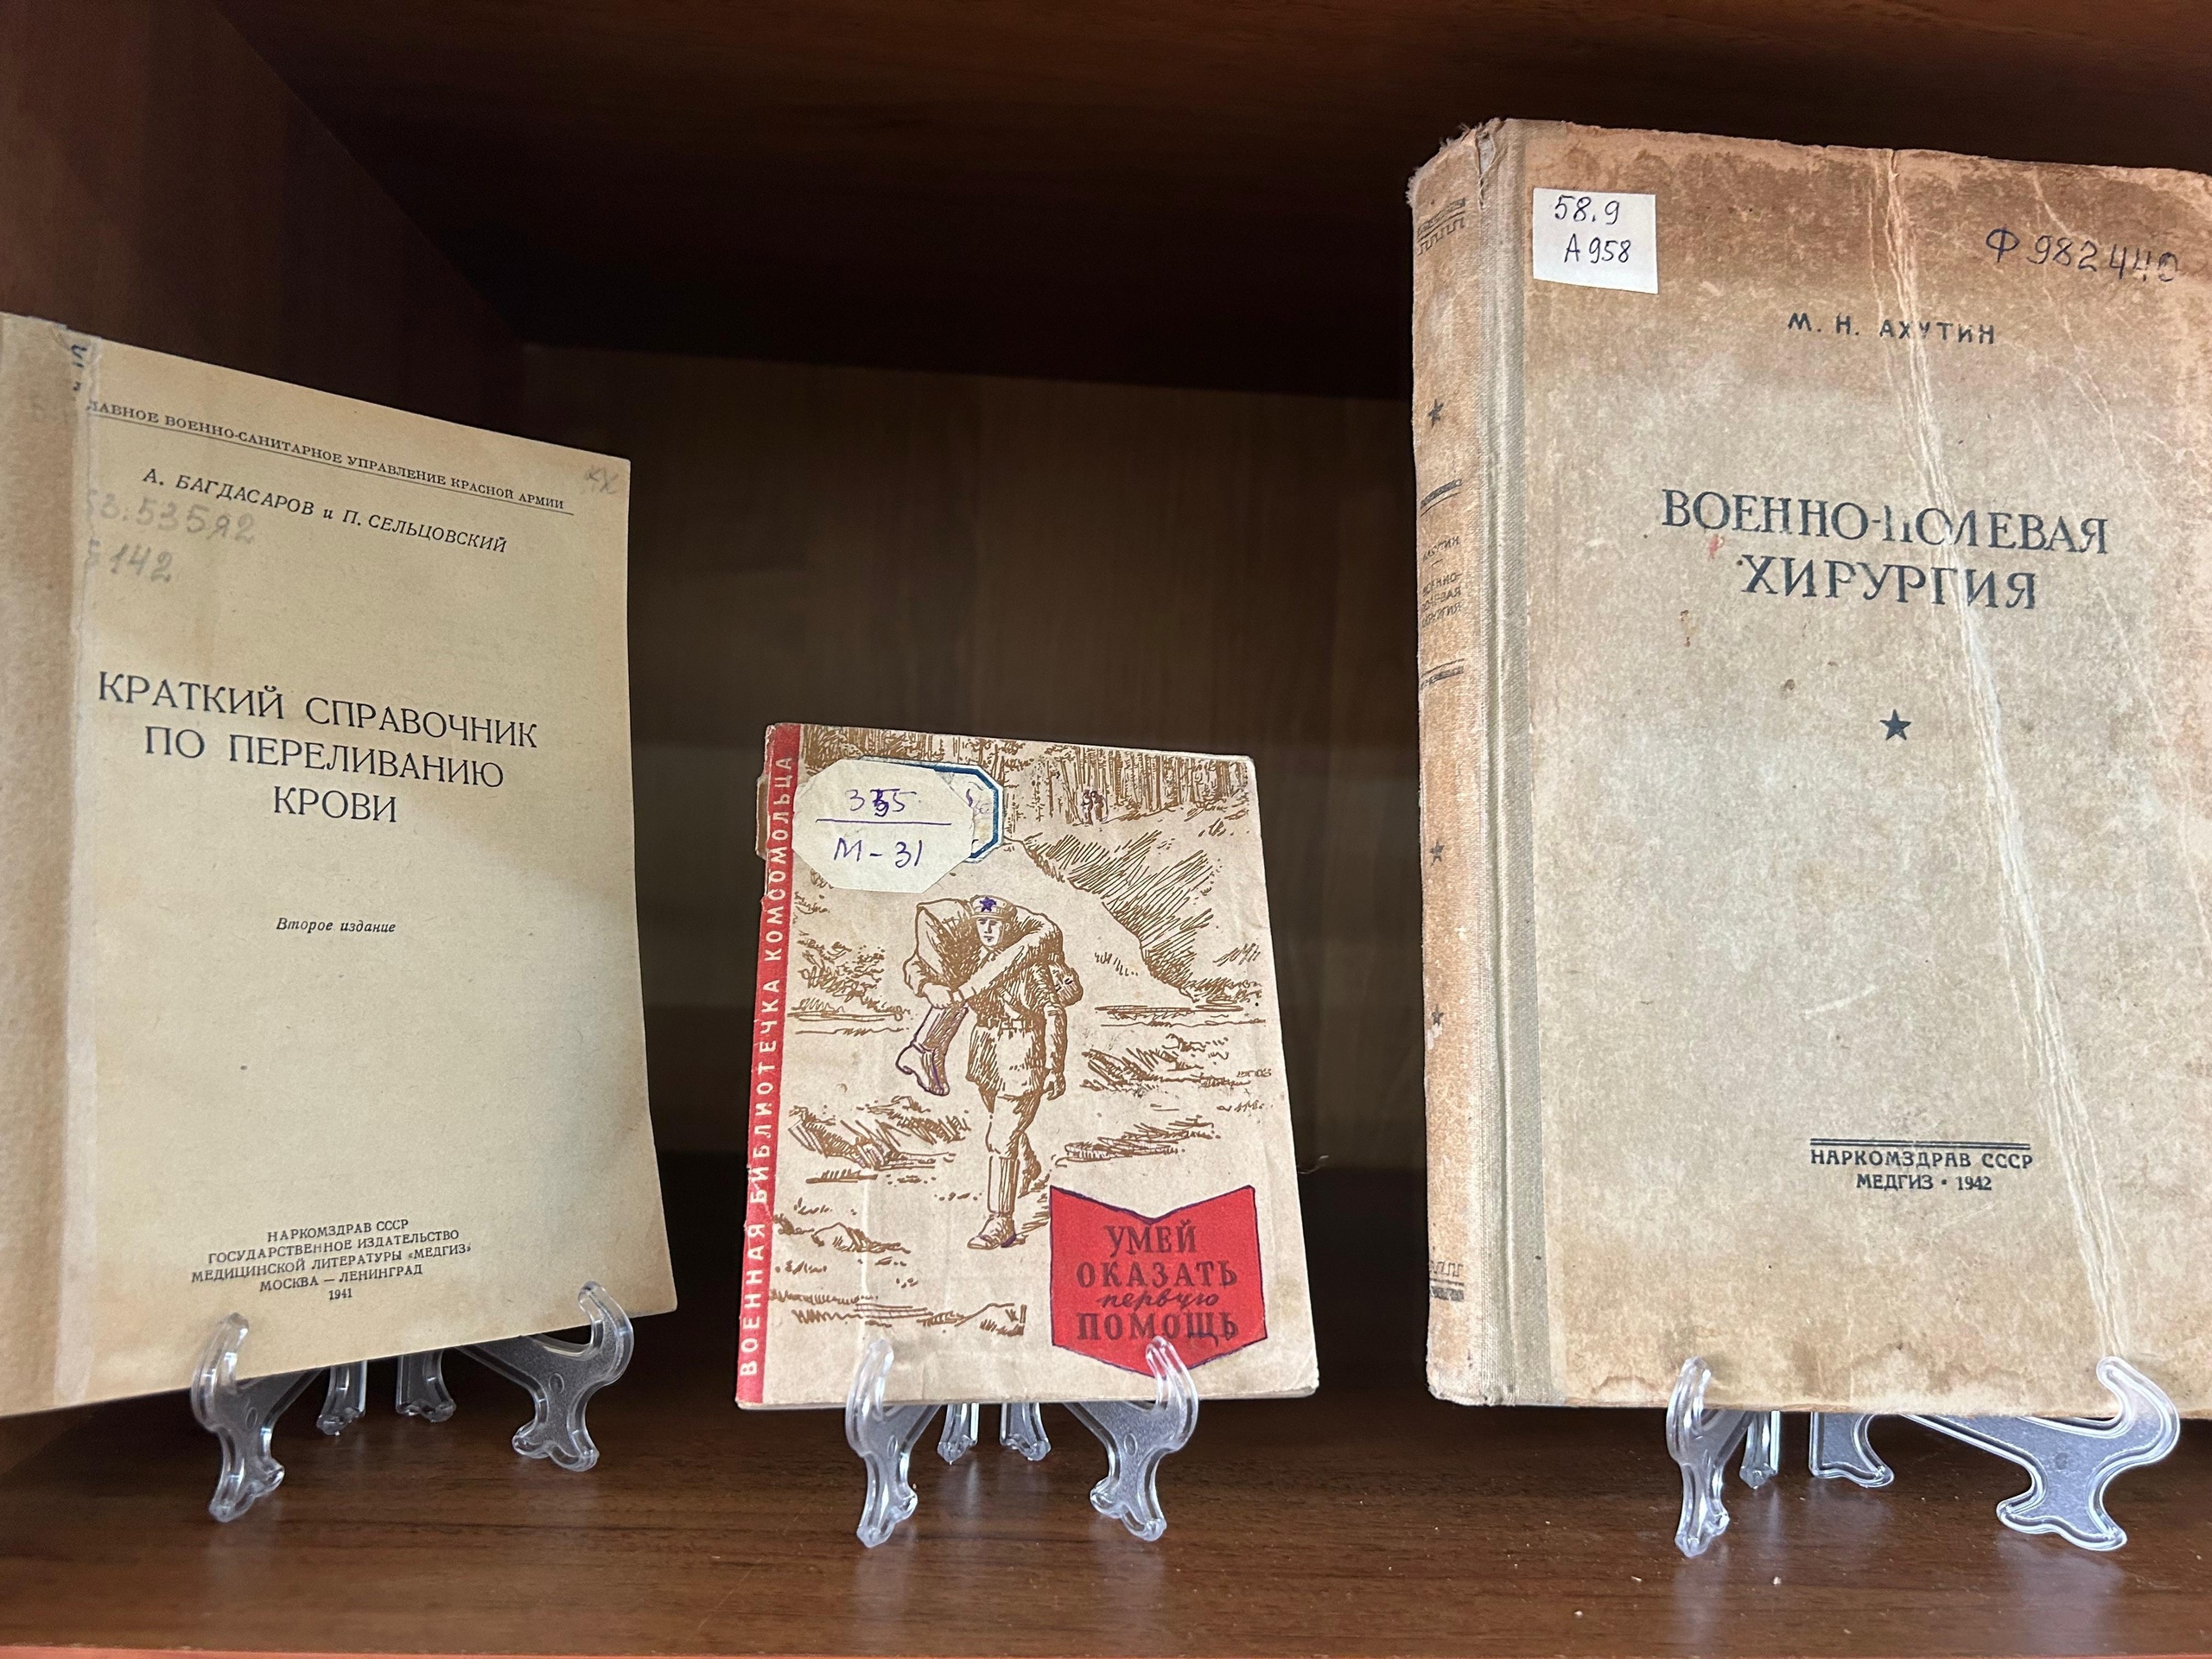 ЛАВНОЕ ВОЕННО-САНИТАРНОЕ УПРАВЛЕНИЕ КРАСНОЙ АРМИИ
А. БАГДАСАРОВ и П. СЕЛЬЦОВСКИЙ
КРАТКИЙ СПРАВОЧНИК
ПО ПЕРЕЛИВАНИЮ
КРОВИ
Второе издание
НАРКОМЗДРАВ СССР
ГОСУДАРСТВЕННОЕ ИЗДАТЕЛЬСТВО
МЕДИЦИНСКОЙ ЛИТЕРАТУРЫ «МЕДГИЗ»
МОСКВА — ЛЕНИНГРАД
1941
ВОЕННАЯ БИБЛИОТЕЧКА КОМСОМОЛЬЦА
М-31
УМЕЙ
ОКАЗАТЬ
первую
ПОМОЩЬ
58.9
А958
Ф982440
М. Н. АХУТИН
ВОЕННО-ПОЛЕВАЯ
ХИРУРГИЯ
НАРКОМЗДРАВ СССР
МЕДГИЗ • 1942